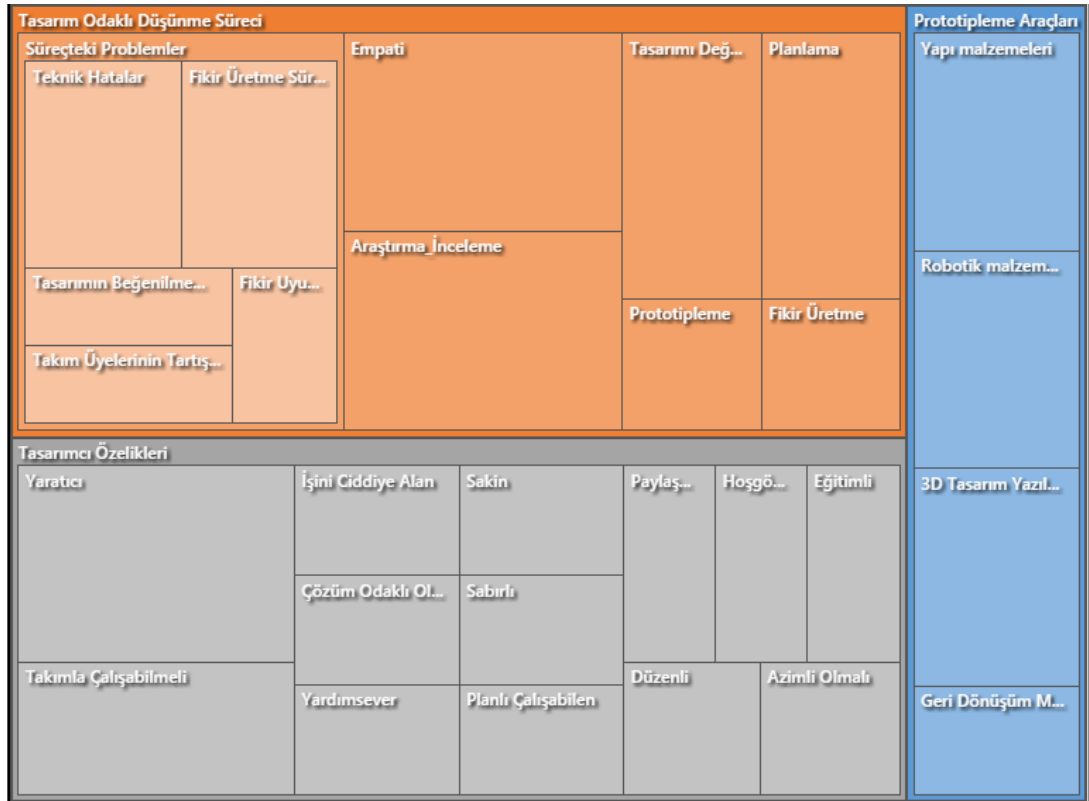 Tasarım Odaklı Düşünme Süreci
Süreçteki Problemler
Teknik Hatalar
Fikir Üretme Sür...
Tasarımın Beğenilme...
Fikir Uyu...
Takım Üyelerinin Tartış...
Empati
Araştırma_İnceleme
Tasarımı Değ...
Planlama
Prototipleme
Fikir Üretme
Tasarımcı Özelikleri
Yaratıcı
Takımla Çalışabilmeli
İşini Ciddiye Alan
Sakin
Çözüm Odaklı Ol...
Sabırlı
Yardımsever
Planlı Çalışabilen
Paylaş...
Hoşgö...
Eğitimli
Düzenli
Azimli Olmalı
Prototipleme Araçları
Yapı malzemeleri
Robotik malzem...
3D Tasarım Yazıl...
Geri Dönüşüm M...